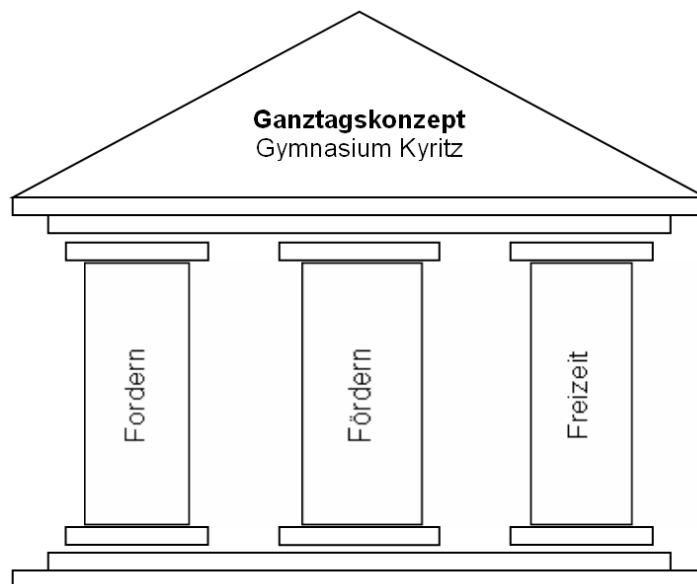 Ganztagskonzept
Gymnasium Kyritz
Fordern
Fördern
Freizeit